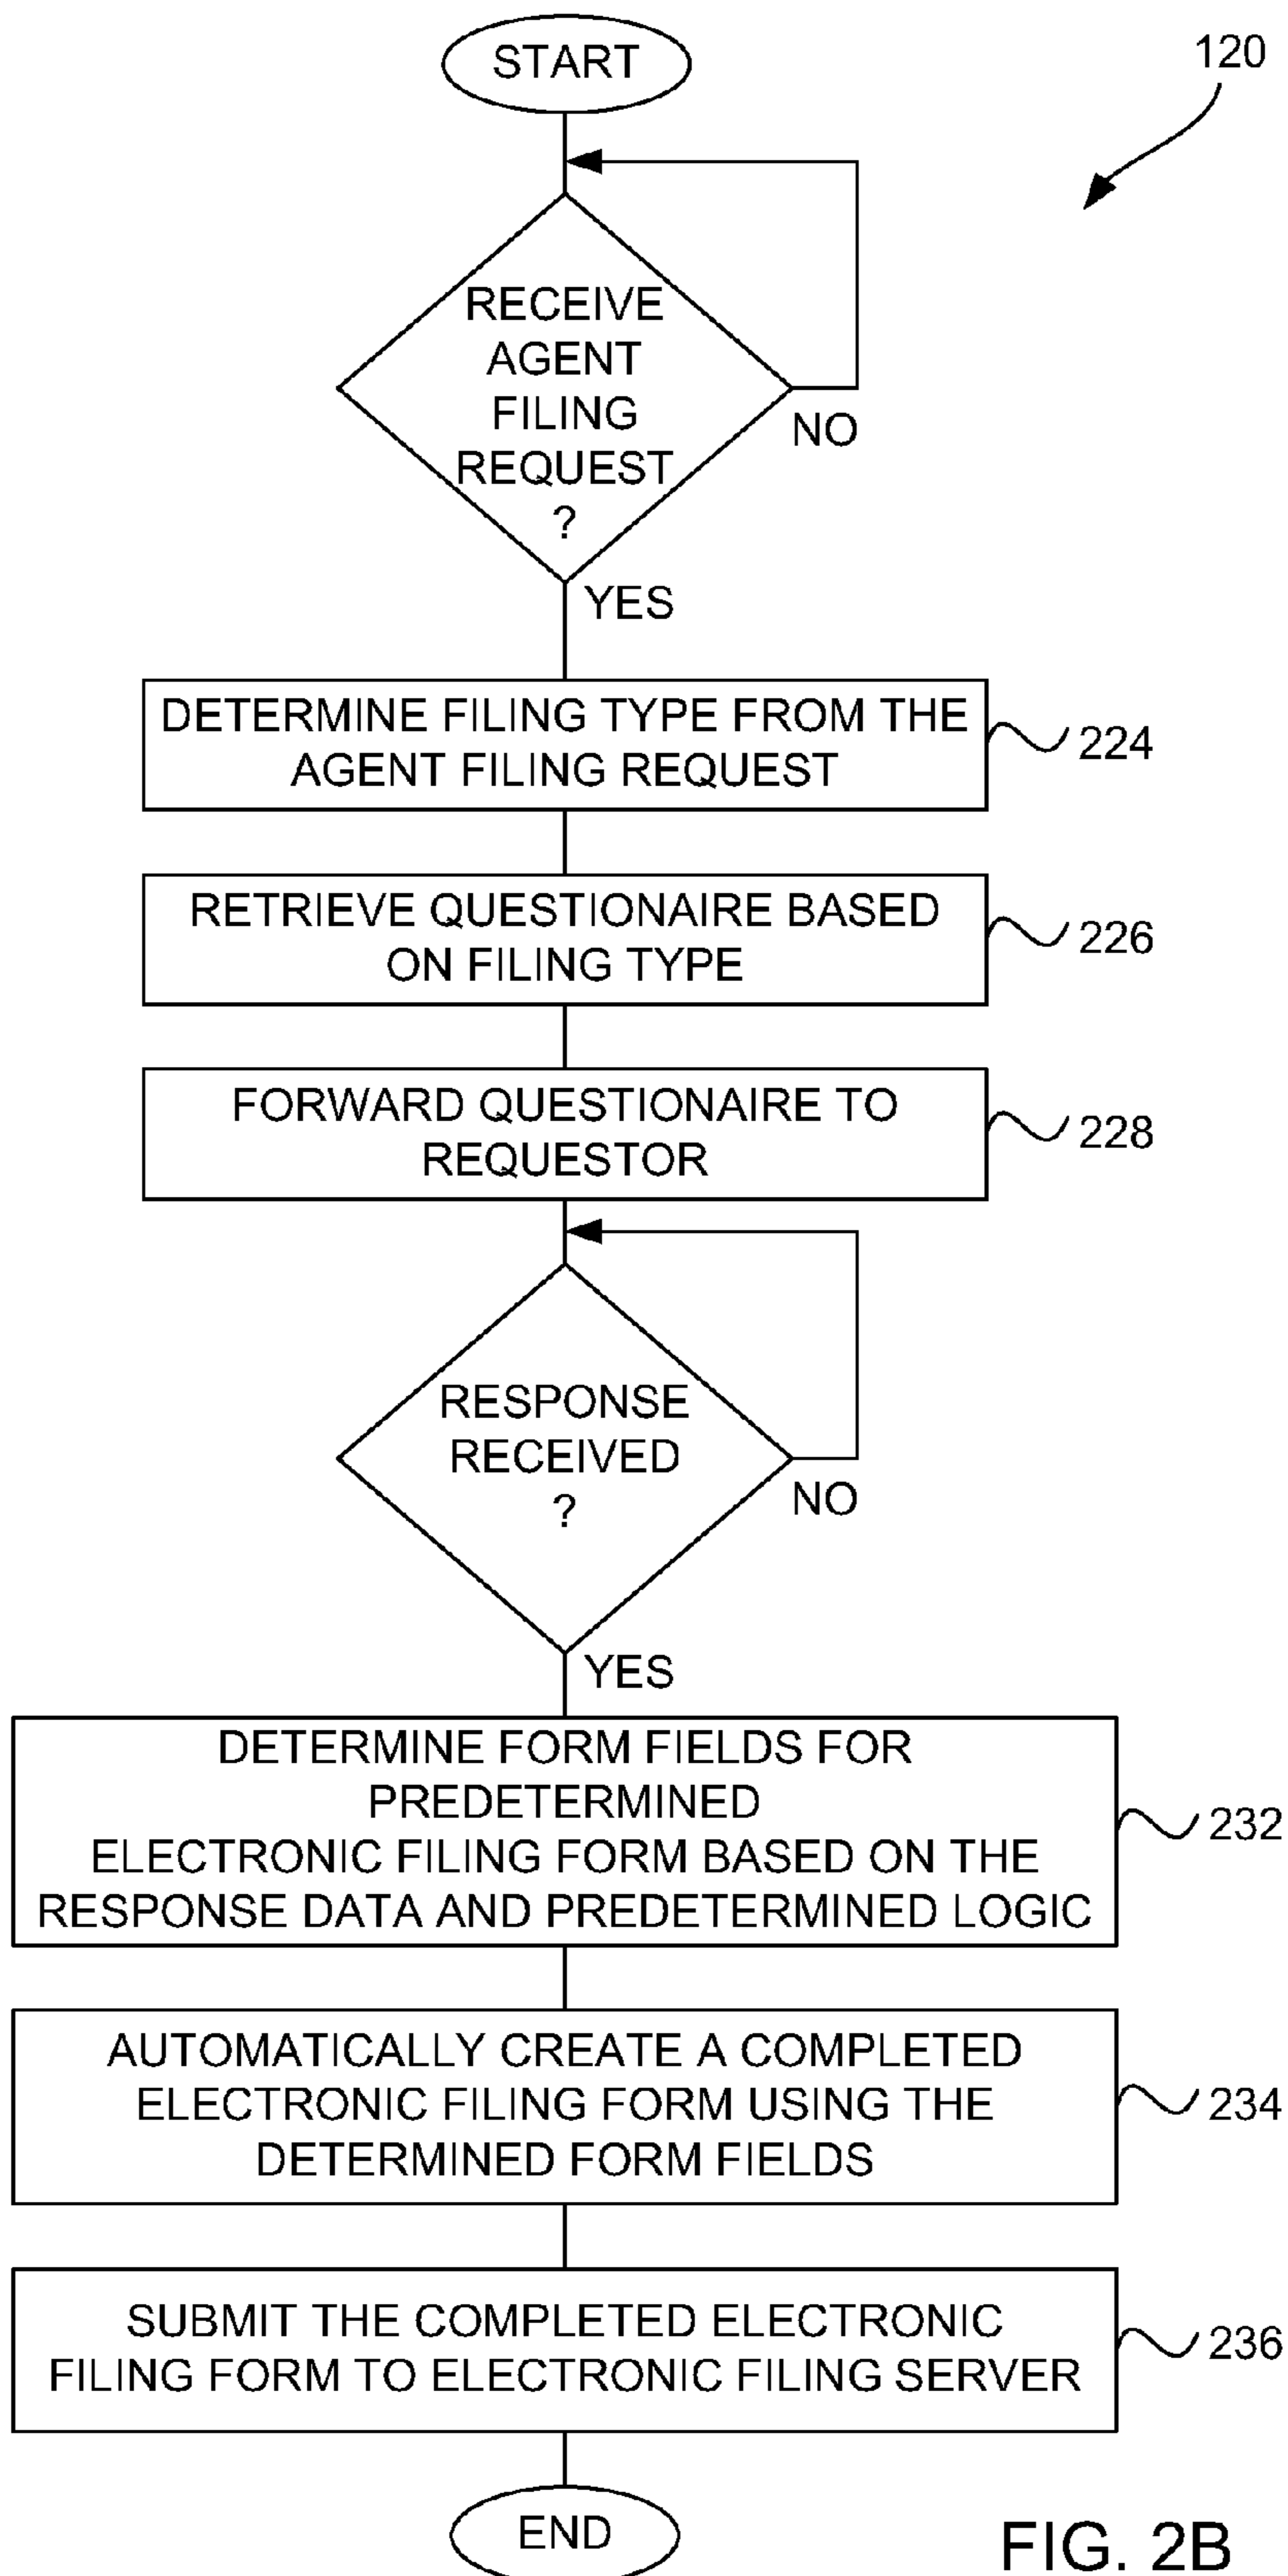 START
120
RECEIVE
AGENT
FILING
REQUEST
?
NO
YES
DETERMINE FILING TYPE FROM THE
AGENT FILING REQUEST
224
RETRIEVE QUESTIONAIRE BASED
ON FILING TYPE
226
FORWARD QUESTIONAIRE TO
REQUESTOR
228
RESPONSE
RECEIVED
?
NO
YES
DETERMINE FORM FIELDS FOR
PREDETERMINED
ELECTRONIC FILING FORM BASED ON THE
RESPONSE DATA AND PREDETERMINED LOGIC
232
AUTOMATICALLY CREATE A COMPLETED
ELECTRONIC FILING FORM USING THE
DETERMINED FORM FIELDS
234
SUBMIT THE COMPLETED ELECTRONIC
FILING FORM TO ELECTRONIC FILING SERVER
236
END
FIG. 2B